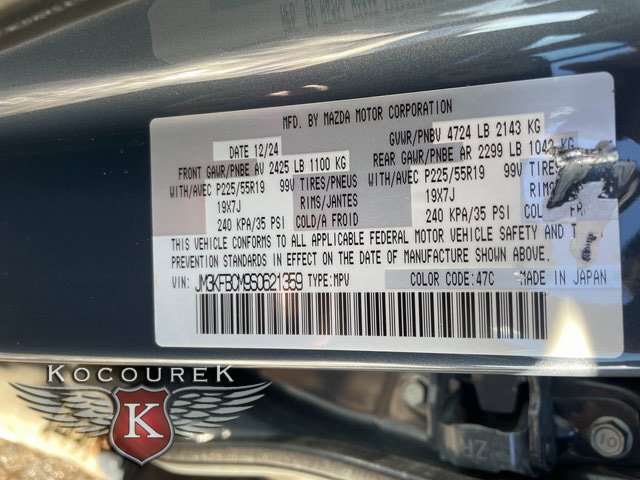 MFD. BY MAZDA MOTOR CORPORATION
DATE 12/24
GVWR/PNBV 4724 LB 2143 KG
FRONT GAWR/PNBE AV 2425 LB 1100 KG
REAR GAWR/PNBE AR 2299 LB 1043 KG
WITH/AVEC P225/55R19 99V TIRES/PNEUS
WITH/AVEC P225/55R19 99V TIRES/
19X7J RIMS/JANTES
19X7J RIMS/
240 KPA/35 PSI COLD/A FROID
240 KPA/35 PSI COLD/
THIS VEHICLE CONFORMS TO ALL APPLICABLE FEDERAL MOTOR VEHICLE SAFETY AND T
PREVENTION STANDARDS IN EFFECT ON THE DATE OF MANUFACTURE SHOWN ABOVE.
VIN: JM3KFBCM9S0621359 TYPE:MPV COLOR CODE:47C MADE IN JAPAN
KOCOUREK
K